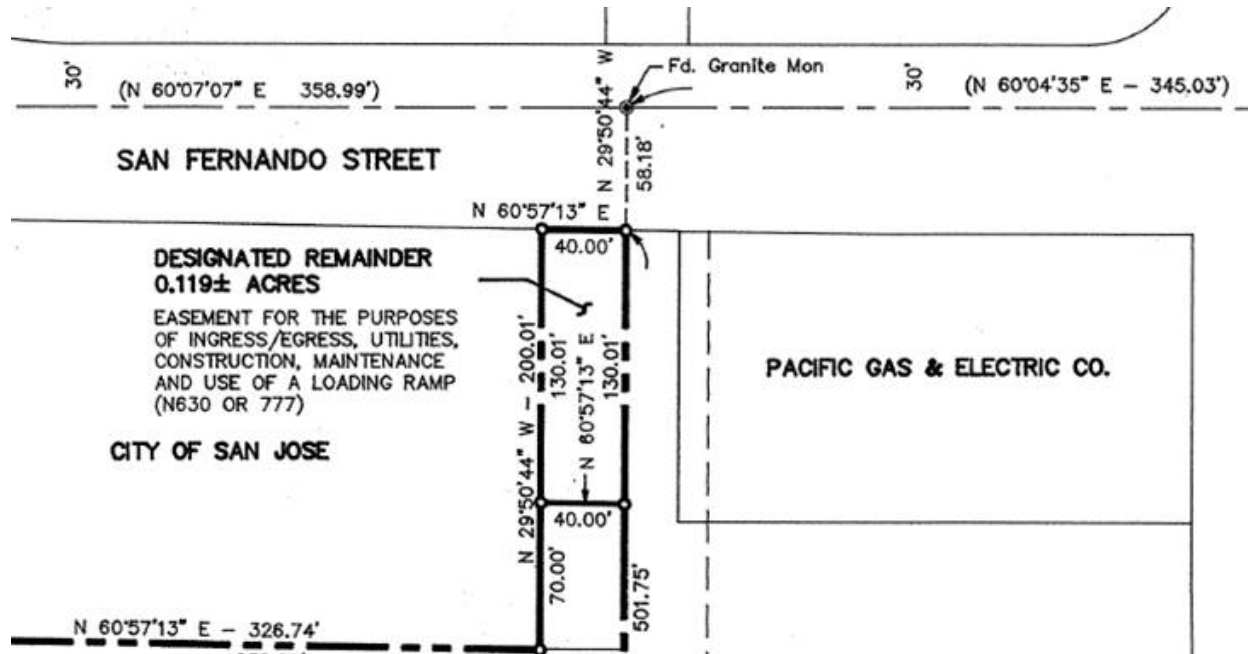 30'
(N 60°07'07" E 358.99')
N 29°50'44" W
Fd. Granite Mon
30'
(N 60°04'35" E - 345.03')
SAN FERNANDO STREET
58.18'
N 60°57'13" E
40.00'
DESIGNATED REMAINDER
0.119± ACRES
EASEMENT FOR THE PURPOSES
OF INGRESS/EGRESS, UTILITIES,
CONSTRUCTION, MAINTENANCE
AND USE OF A LOADING RAMP
(N630 OR 777)
CITY OF SAN JOSE
N 29°50'44" W - 200.01'
130.01'
N 60°57'13" E
130.01'
PACIFIC GAS & ELECTRIC CO.
40.00'
70.00'
501.75'
N 60°57'13" E - 326.74'